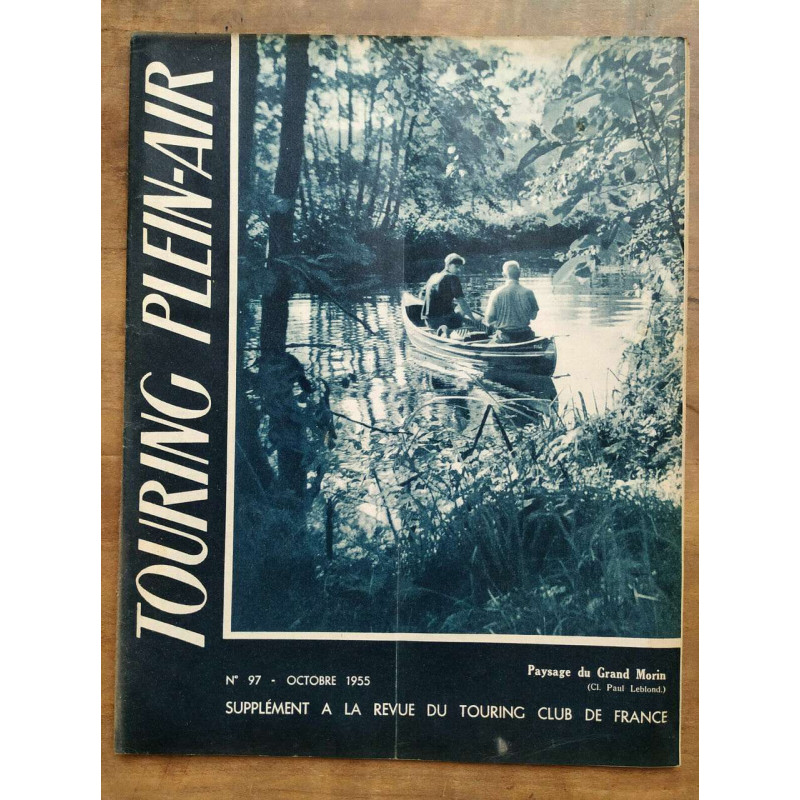 TOURING PLEIN-AIR
N° 97 - OCTOBRE 1955
Paysage du Grand Morin
(Cl. Paul Leblond.)
SUPPLÉMENT A LA REVUE DU TOURING CLUB DE FRANCE